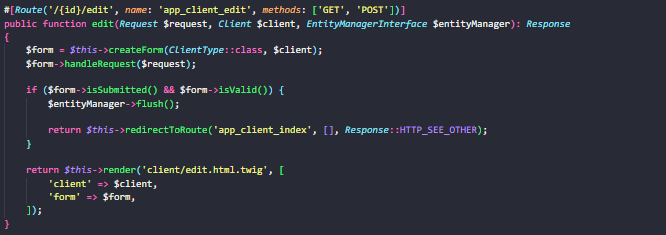 #[Route('/{id}/edit', name: 'app_client_edit', methods: ['GET', 'POST'])]
public function edit(Request $request, Client $client, EntityManagerInterface $entityManager): Response
{
    $form = $this->createForm(ClientType::class, $client);
    $form->handleRequest($request);

    if ($form->isSubmitted() && $form->isValid()) {
        $entityManager->flush();

        return $this->redirectToRoute('app_client_index', [], Response::HTTP_SEE_OTHER);
    }

    return $this->render('client/edit.html.twig', [
        'client' => $client,
        'form' => $form,
    ]);
}